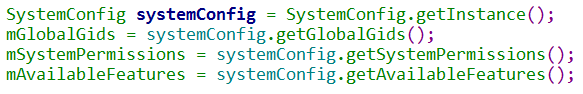 SystemConfig systemConfig = SystemConfig.getInstance();
mGlobalGids = systemConfig.getGlobalGids();
mSystemPermissions = systemConfig.getSystemPermissions();
mAvailableFeatures = systemConfig.getAvailableFeatures();